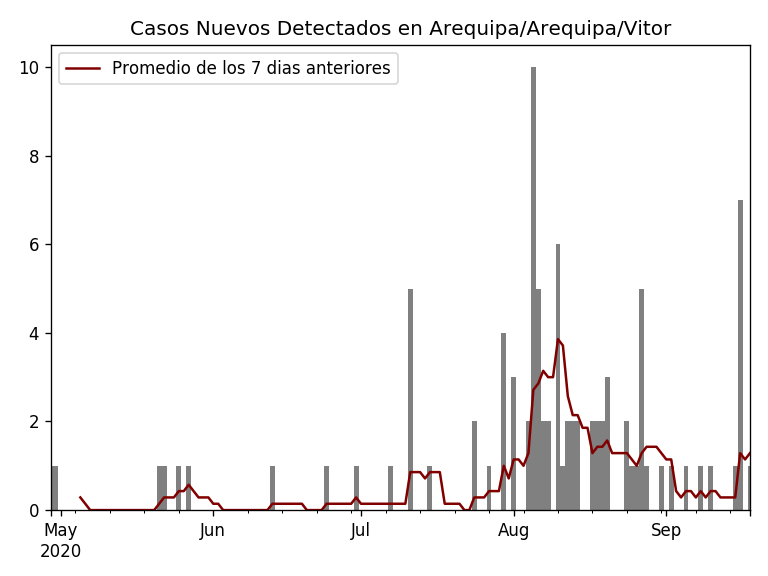 Casos Nuevos Detectados en Arequipa/Arequipa/Vitor
Promedio de los 7 dias anteriores
10
8
6
4
2
0
May Jun Jul Aug Sep
2020